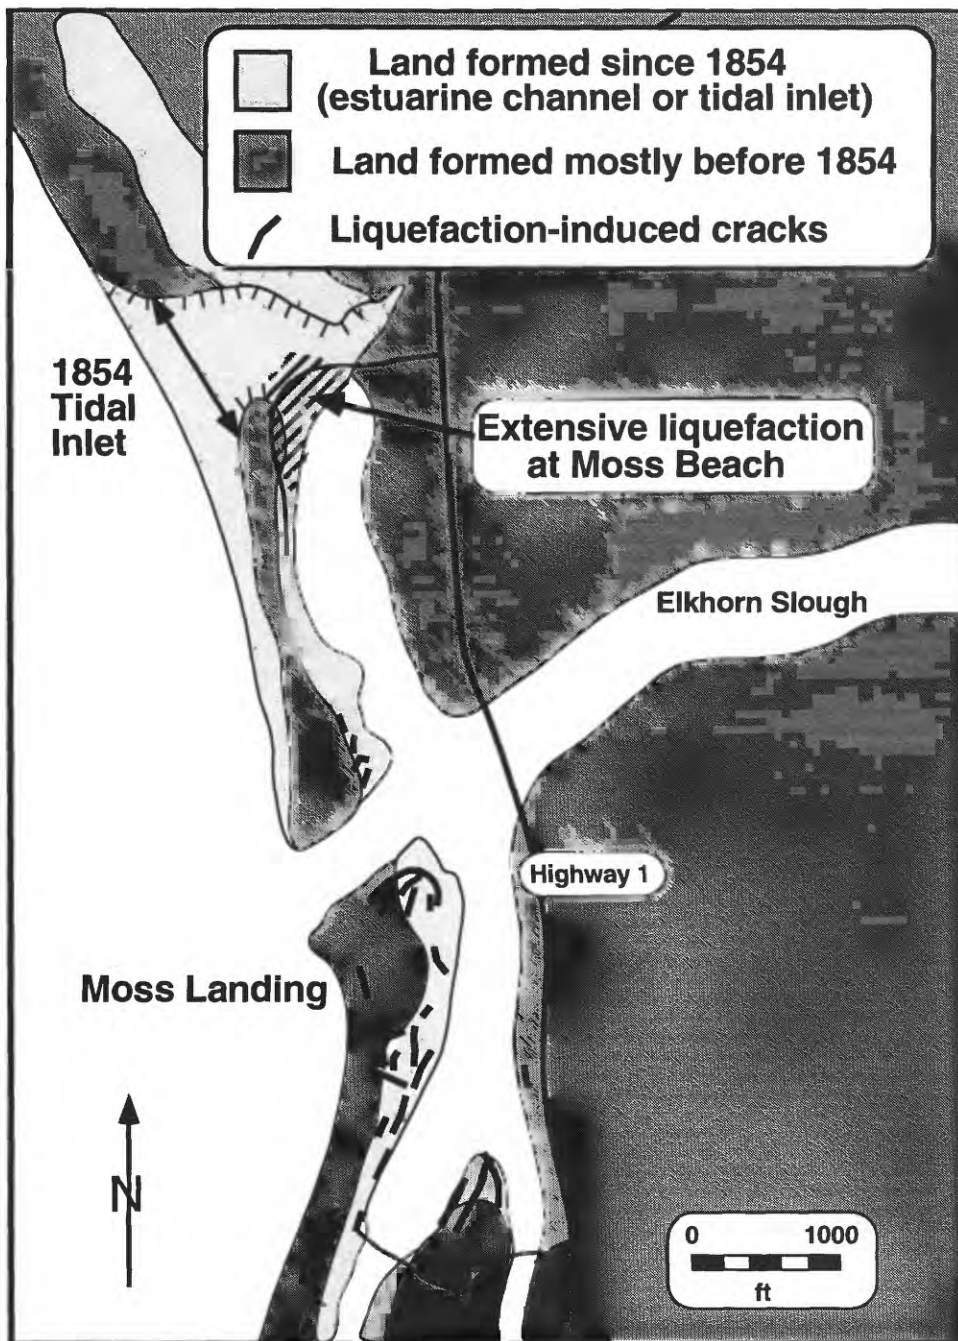 Land formed since 1854
(estuarine channel or tidal inlet)
Land formed mostly before 1854
Liquefaction-induced cracks
1854
Tidal
Inlet
Extensive liquefaction
at Moss Beach
Elkhorn Slough
Highway 1
Moss Landing
N
0 1000
ft